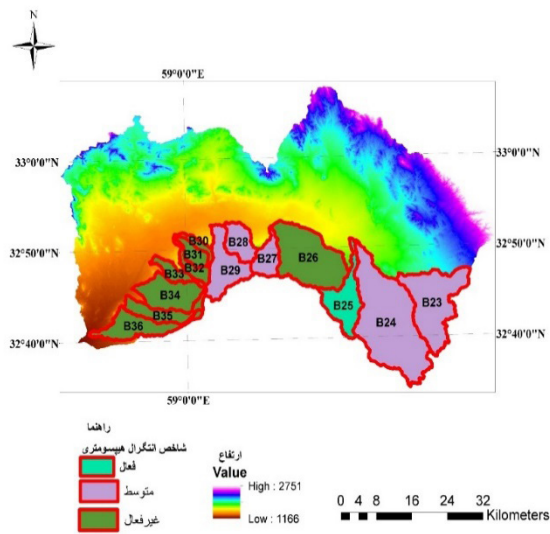 N
59°0'0"E
33°0'0"N
33°0'0"N
32°50'0"N
32°50'0"N
32°40'0"N
32°40'0"N
B30
B31
B32
B33
B34
B35
B36
B28
B29
B27
B26
B25
B24
B23
59°0'0"E
راهنما
شاخص انتگرال هیپسومتری
فعال
متوسط
غیرفعال
ارتفاع
Value
High : 2751
Low : 1166
0 4 8 16 24 32
Kilometers